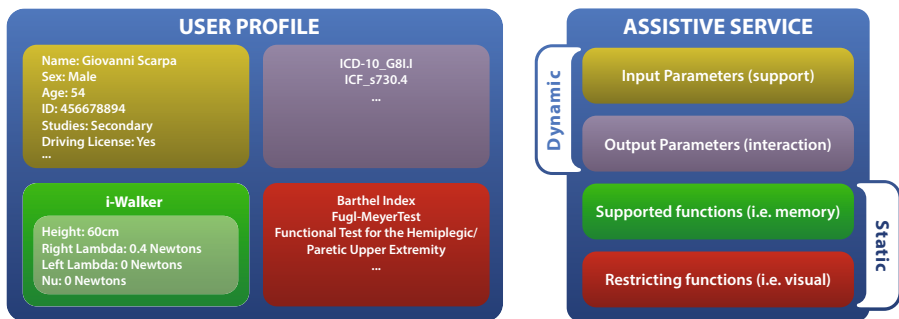 USER PROFILE
Name: Giovanni Scarpa
Sex: Male
Age: 54
ID: 456678894
Studies: Secondary
Driving License: Yes
...
ICD-10_G8I.I
ICF_s730.4
...
i-Walker
Height: 60cm
Right Lambda: 0.4 Newtons
Left Lambda: 0 Newtons
Nu: 0 Newtons
Barthel Index
Fugl-MeyerTest
Functional Test for the Hemiplegic/
Paretic Upper Extremity
...
ASSISTIVE SERVICE
Dynamic
Input Parameters (support)
Output Parameters (interaction)
Supported functions (i.e. memory)
Restricting functions (i.e. visual)
Static